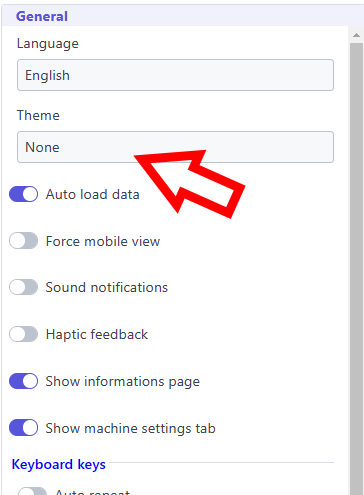 General
Language
English
Theme
None
Auto load data
Force mobile view
Sound notifications
Haptic feedback
Show informations page
Show machine settings tab
Keyboard keys
Auto repeat